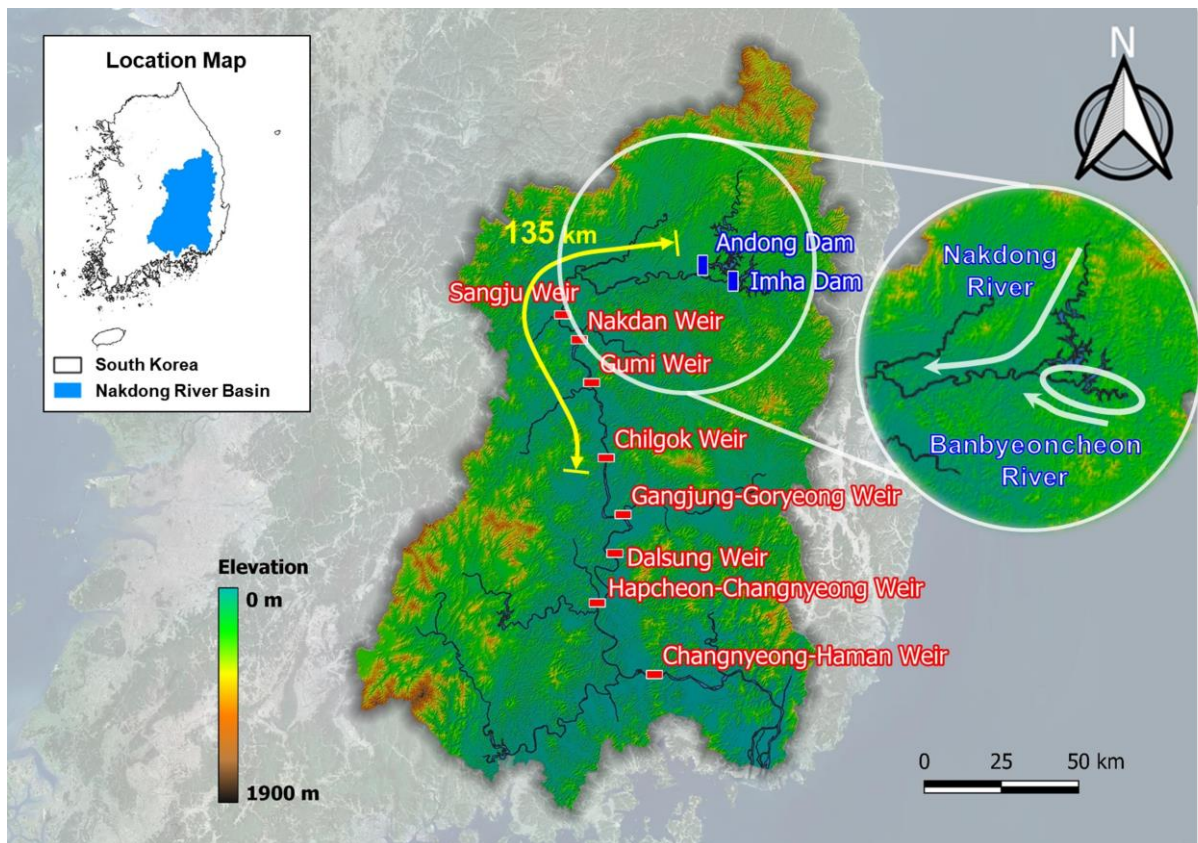 Location Map
South Korea
Nakdong River Basin
N
135 km
Andong Dam
Imha Dam
Sangju Weir
Nakdan Weir
Gumi Weir
Chilgok Weir
Gangjung-Goryeong Weir
Dalsung Weir
Hapcheon-Changnyeong Weir
Changnyeong-Haman Weir
Nakdong
River
Banbyeoncheon
River
Elevation
0 m
1900 m
0 25 50 km